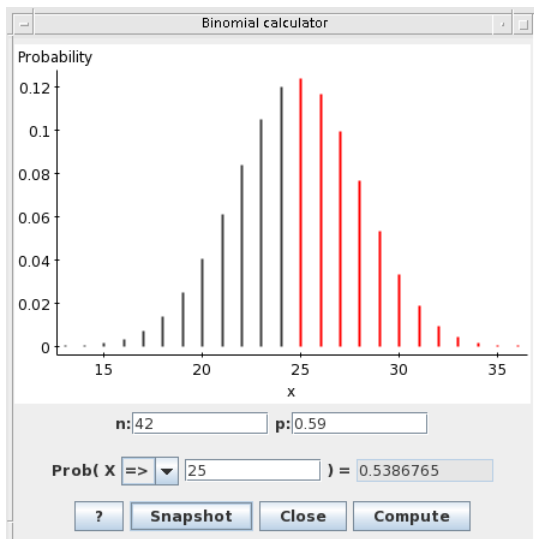 Binomial calculator
Probability
0.12
0.1
0.08
0.06
0.04
0.02
0
15 20 25 30 35
x
n: 42 p: 0.59
Prob( X => 25 ) = 0.5386765
? Snapshot Close Compute